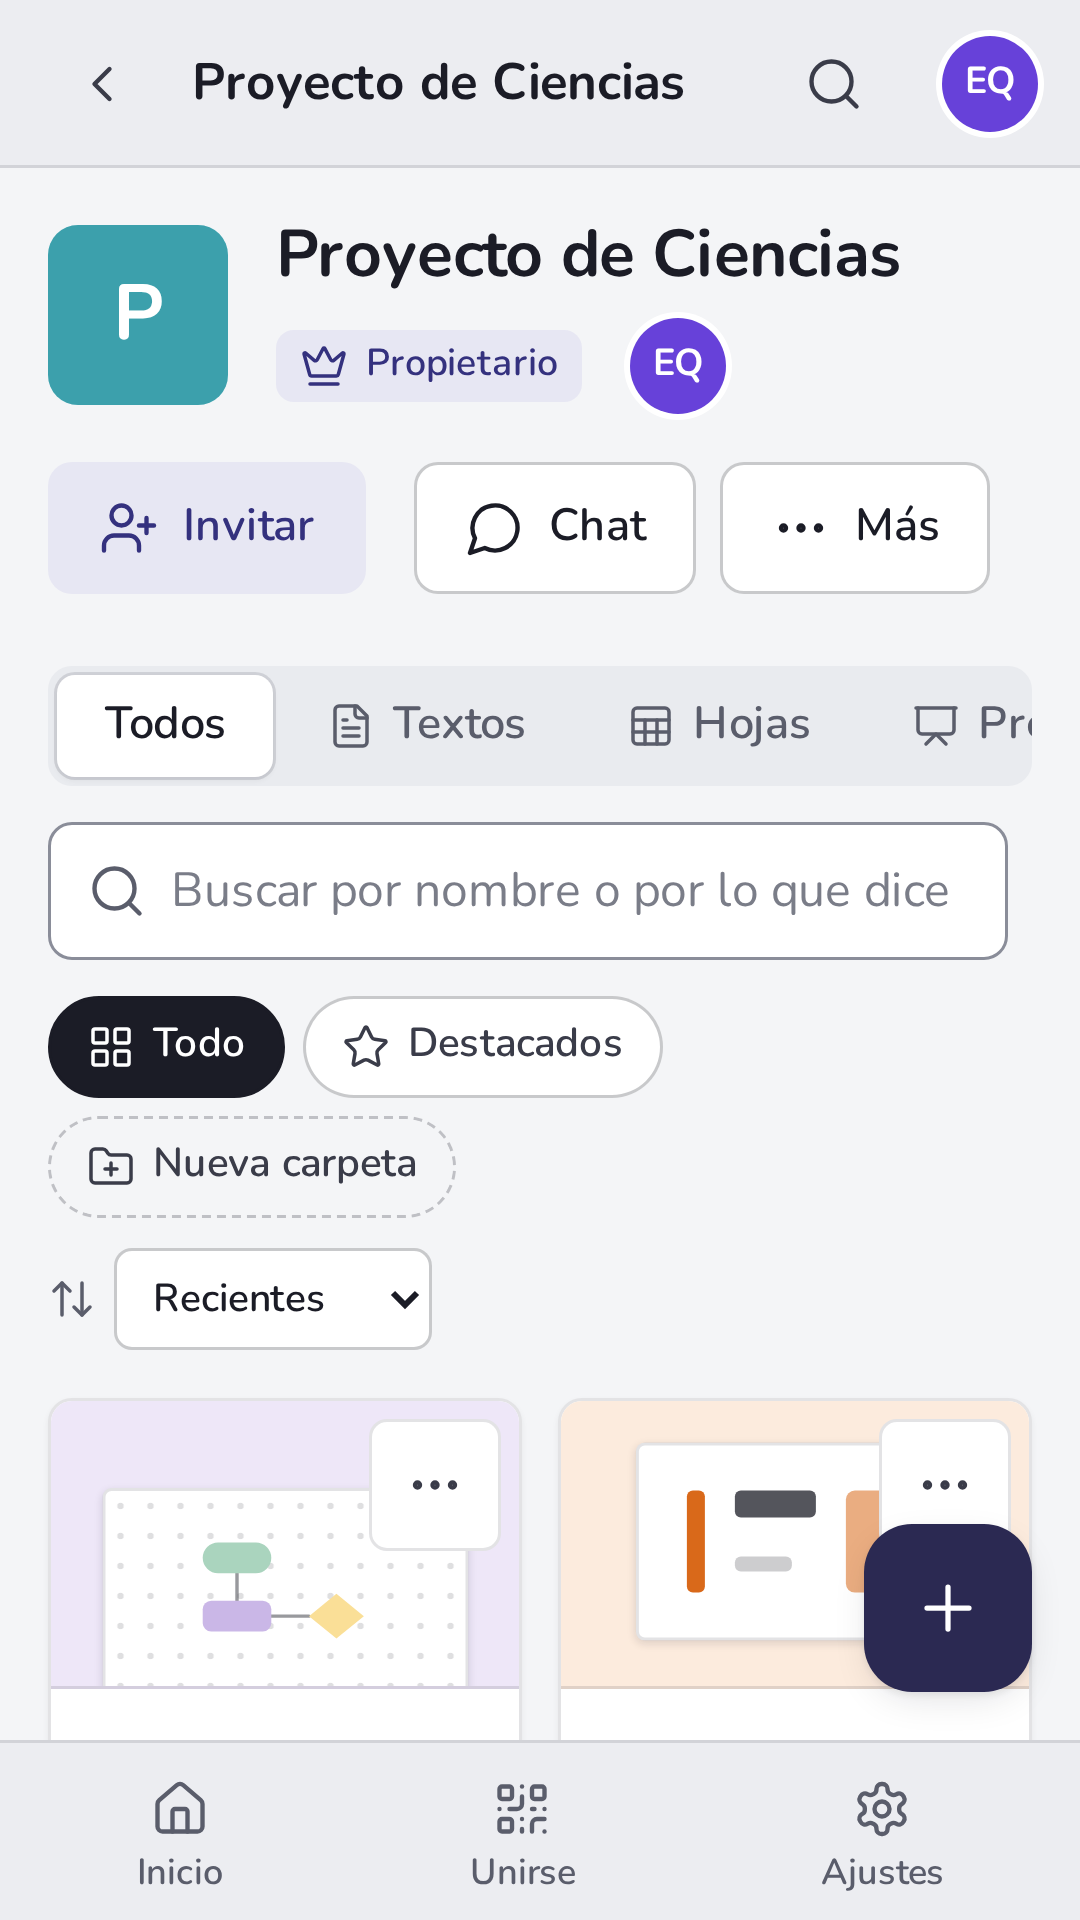 Proyecto de Ciencias
EQ
P
Proyecto de Ciencias
Propietario
EQ
Invitar
Chat
Más
Todos
Textos
Hojas
Pre
Buscar por nombre o por lo que dice
Todo
Destacados
Nueva carpeta
Recientes
Inicio
Unirse
Ajustes